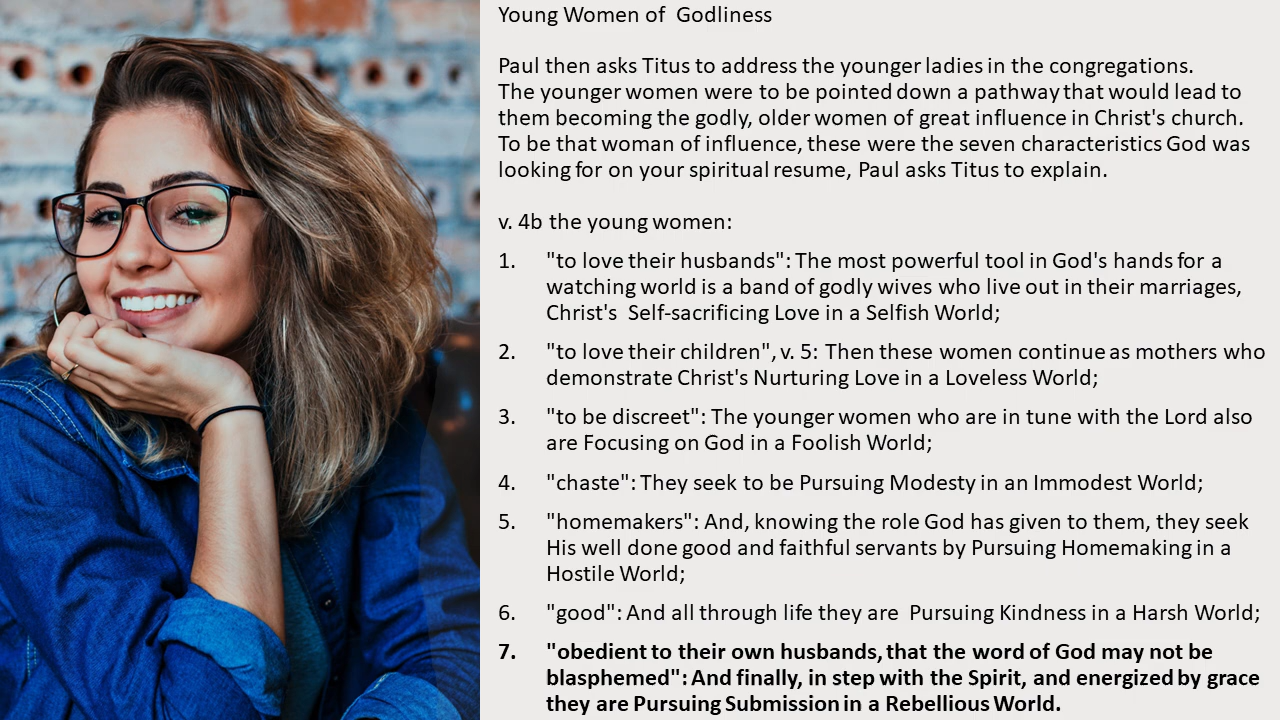 Young Women of  Godliness
Paul then asks Titus to address the younger ladies in the congregations.
The younger women were to be pointed down a pathway that would lead to
them becoming the godly, older women of great influence in Christ's church.
To be that woman of influence, these were the seven characteristics God was
looking for on your spiritual resume, Paul asks Titus to explain.
v. 4b the young women:
1. "to love their husbands": The most powerful tool in God's hands for a
watching world is a band of godly wives who live out in their marriages,
Christ's  Self-sacrificing Love in a Selfish World;
2. "to love their children", v. 5: Then these women continue as mothers who
demonstrate Christ's Nurturing Love in a Loveless World;
3. "to be discreet": The younger women who are in tune with the Lord also
are Focusing on God in a Foolish World;
4. "chaste": They seek to be Pursuing Modesty in an Immodest World;
5. "homemakers": And, knowing the role God has given to them, they seek
His well done good and faithful servants by Pursuing Homemaking in a
Hostile World;
6. "good": And all through life they are  Pursuing Kindness in a Harsh World;
7. "obedient to their own husbands, that the word of God may not be
blasphemed": And finally, in step with the Spirit, and energized by grace
they are Pursuing Submission in a Rebellious World.